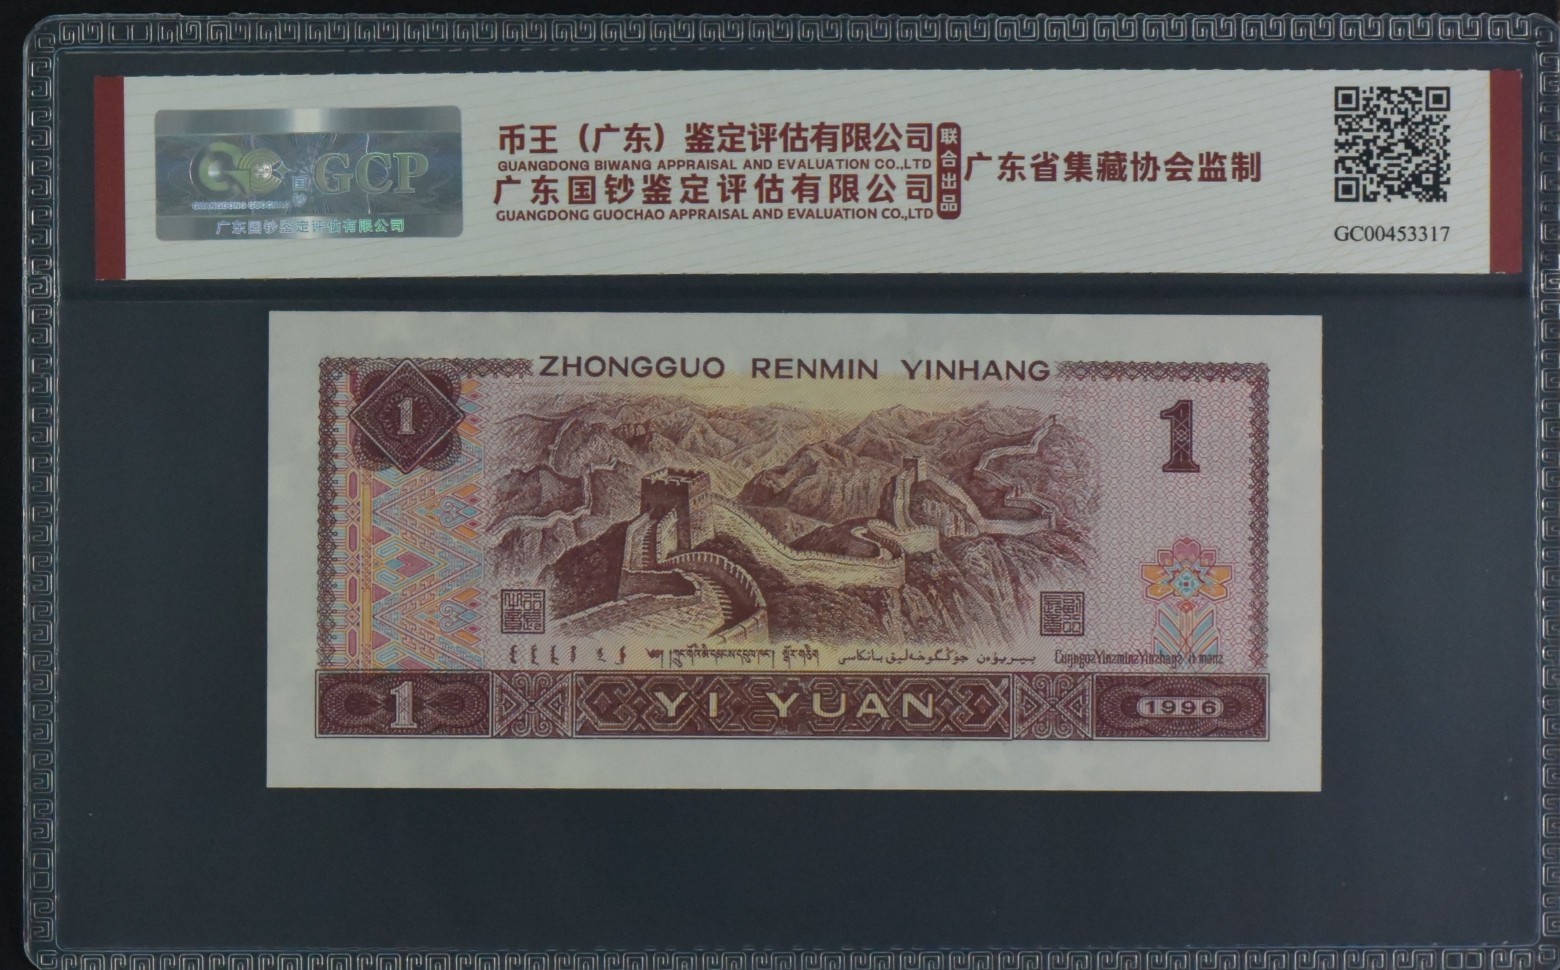 GCP
GUANGDONG GUOCHAO
广东国钞鉴定评估有限公司
币王（广东）鉴定评估有限公司
GUANGDONG BIWANG APPRAISAL AND EVALUATION CO.,LTD
广东国钞鉴定评估有限公司
GUANGDONG GUOCHAO APPRAISAL AND EVALUATION CO.,LTD
联合出品
广东省集藏协会监制
GC00453317
ZHONGGUO RENMIN YINHANG
1
1
1
YI YUAN
1996